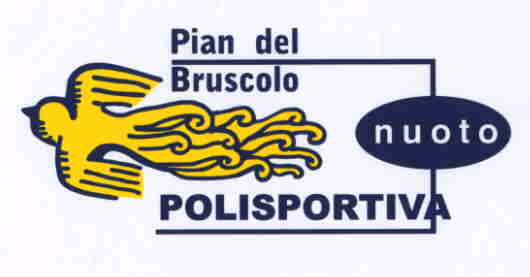 Pian del
Bruscolo
nuoto
POLISPORTIVA